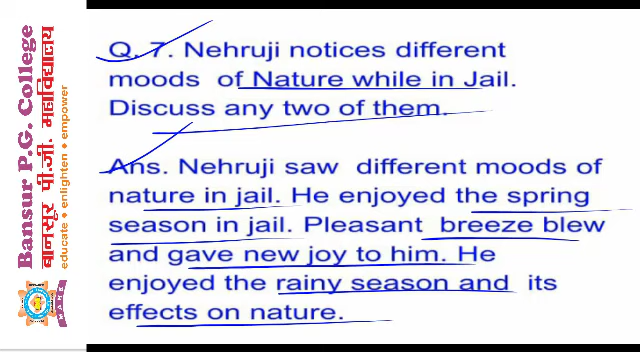 Bansur P.G. College
बानसूर पी.जी. महाविद्यालय
educate • enlighten • empower
Q. 7. Nehruji notices different
moods of Nature while in Jail.
Discuss any two of them.
Ans. Nehruji saw different moods of
nature in jail. He enjoyed the spring
season in jail. Pleasant breeze blew
and gave new joy to him. He
enjoyed the rainy season and its
effects on nature.